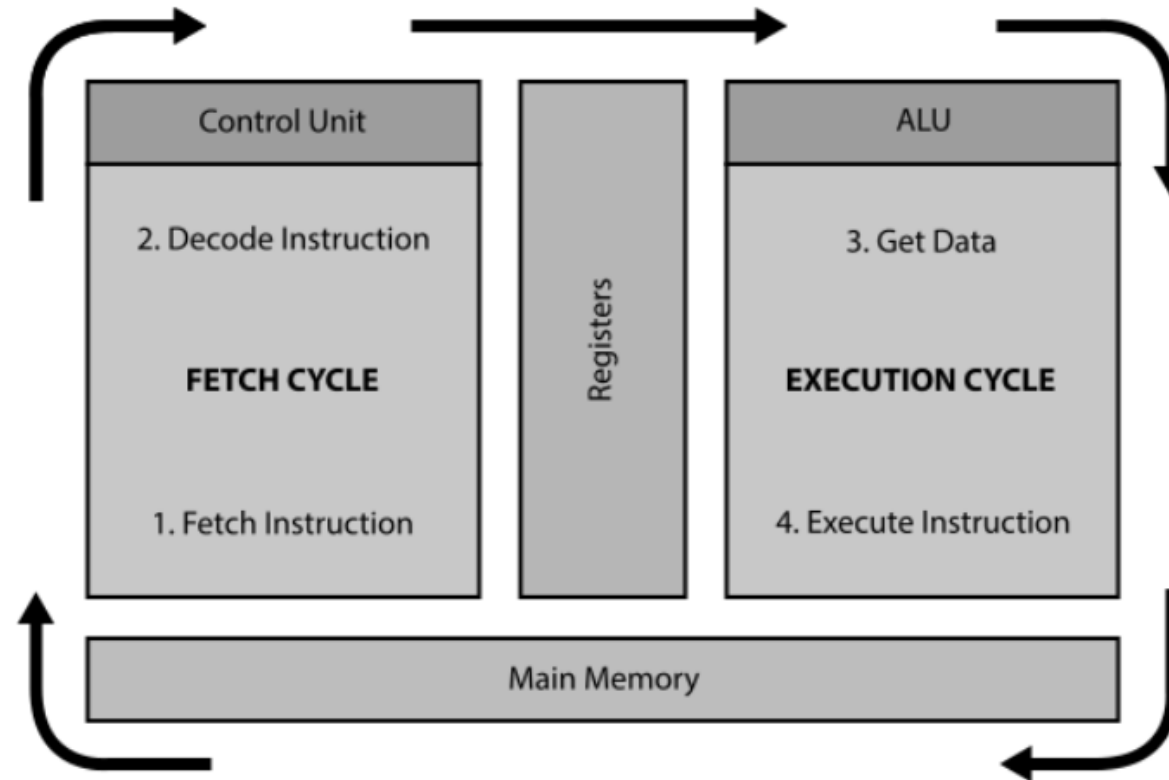 Control Unit
2. Decode Instruction
FETCH CYCLE
1. Fetch Instruction
Registers
ALU
3. Get Data
EXECUTION CYCLE
4. Execute Instruction
Main Memory